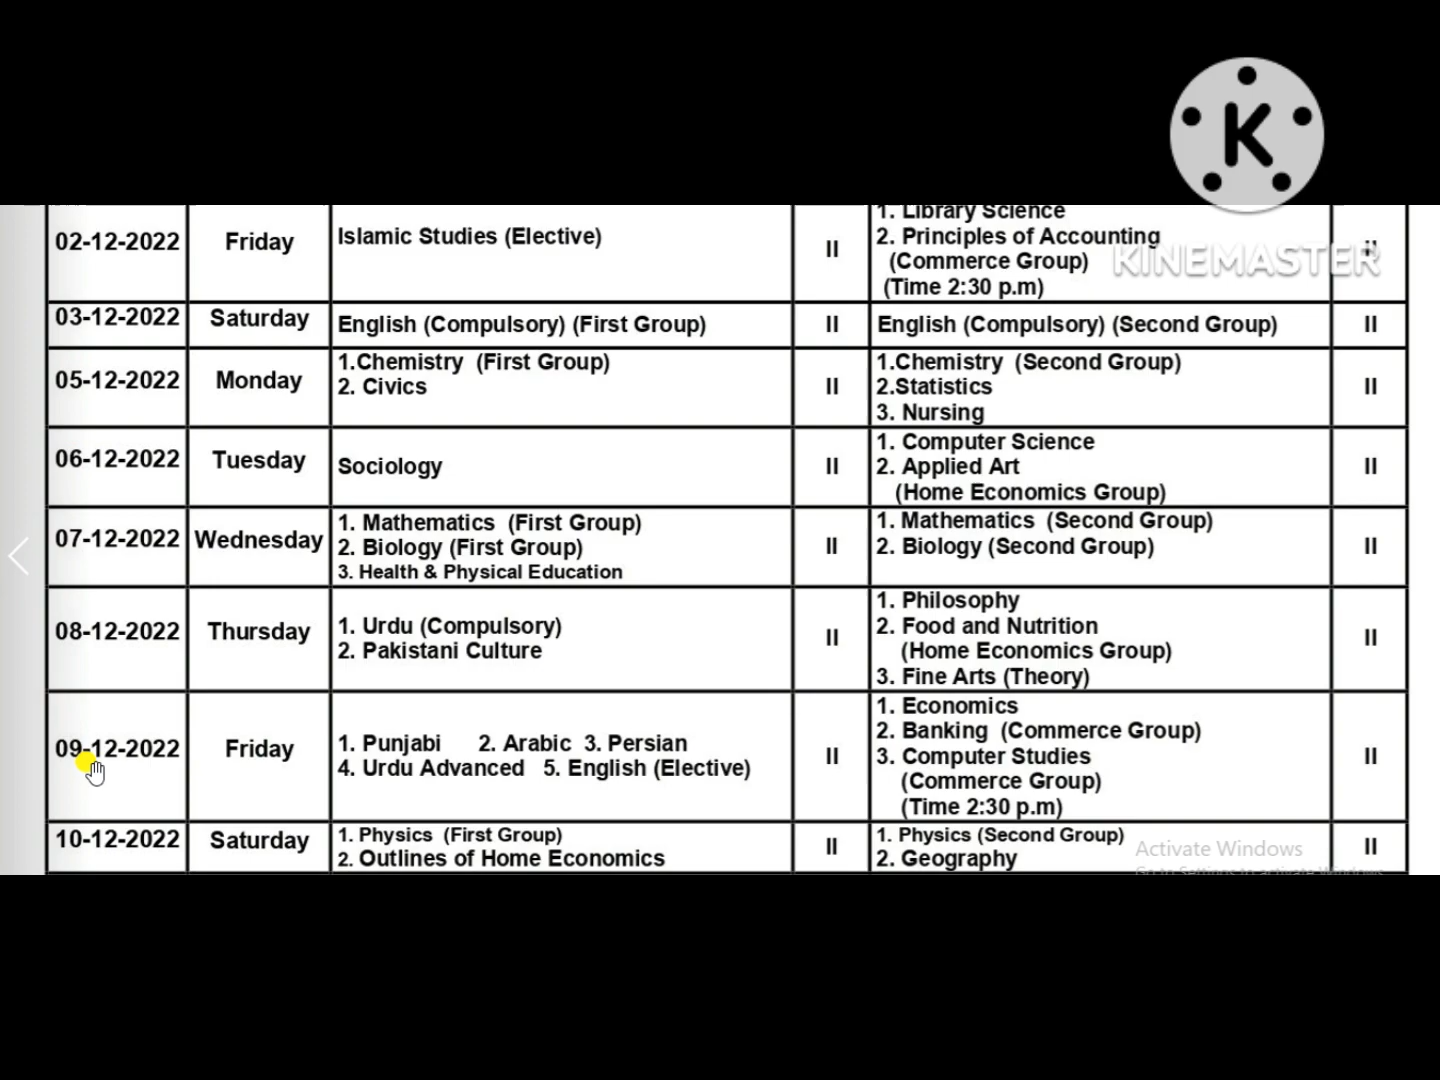 K
KINEMASTER
02-12-2022 Friday Islamic Studies (Elective) II 1. Library Science
2. Principles of Accounting
(Commerce Group)
(Time 2:30 p.m) II
03-12-2022 Saturday English (Compulsory) (First Group) II English (Compulsory) (Second Group) II
05-12-2022 Monday 1.Chemistry (First Group)
2. Civics II 1.Chemistry (Second Group)
2.Statistics
3. Nursing II
06-12-2022 Tuesday Sociology II 1. Computer Science
2. Applied Art
(Home Economics Group) II
07-12-2022 Wednesday 1. Mathematics (First Group)
2. Biology (First Group)
3. Health & Physical Education II 1. Mathematics (Second Group)
2. Biology (Second Group) II
08-12-2022 Thursday 1. Urdu (Compulsory)
2. Pakistani Culture II 1. Philosophy
2. Food and Nutrition
(Home Economics Group)
3. Fine Arts (Theory) II
09-12-2022 Friday 1. Punjabi 2. Arabic 3. Persian
4. Urdu Advanced 5. English (Elective) II 1. Economics
2. Banking (Commerce Group)
3. Computer Studies
(Commerce Group)
(Time 2:30 p.m) II
10-12-2022 Saturday 1. Physics (First Group)
2. Outlines of Home Economics II 1. Physics (Second Group)
2. Geography II
Activate Windows
Go to Settings to activate Windows.